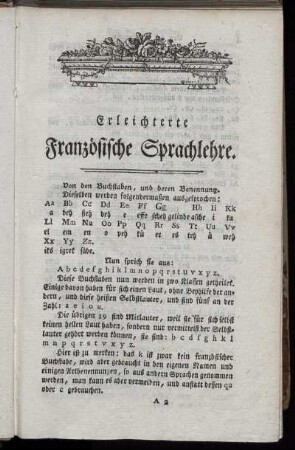 Erleichterte
Französische Sprachlehre.
Von den Buchstaben, und deren Benennung.
Dieselben werden folgendermassen ausgesprochen:
Aa Bb Cc Dd Ee Ff Gg Hh Ii Kk
a beh seh deh e eff scheh gelinde asche i ka
Ll Mm Nn Oo Pp Qq Rr Ss Tt Uu Vv
el em en o peh kü er es teh ü weh
Xx Yy Zz.
iks igrek side.
Nun sprich sie aus:
A b c d e f g h i k l m n o p q r s t u v x y z.
Diese Buchstaben nun werden in zwo Klassen getheilet.
Einige davon haben für sich einen Laut, ohne Beyhilfe der an-
dern, und diese heißen Selbstlauter, und sind fünf an der
Zahl: a e i o u.
Die übrigen 19 sind Mitlauter, weil sie für sich selbst
keinen hellen Laut haben, sondern nur vermittelst der Selbst-
lauter gehört werden können, sie sind: b c d f g h k l
m n p q r s t v x y z.
Hier ist zu merken: das k ist zwar kein französischer
Buchstabe, wird aber gebraucht in den eigenen Namen und
einigen Artbenennungen, so aus andern Sprachen genommen
werden, man kann es aber vermeiden, und anstatt dessen qu
oder c gebrauchen.
A 2